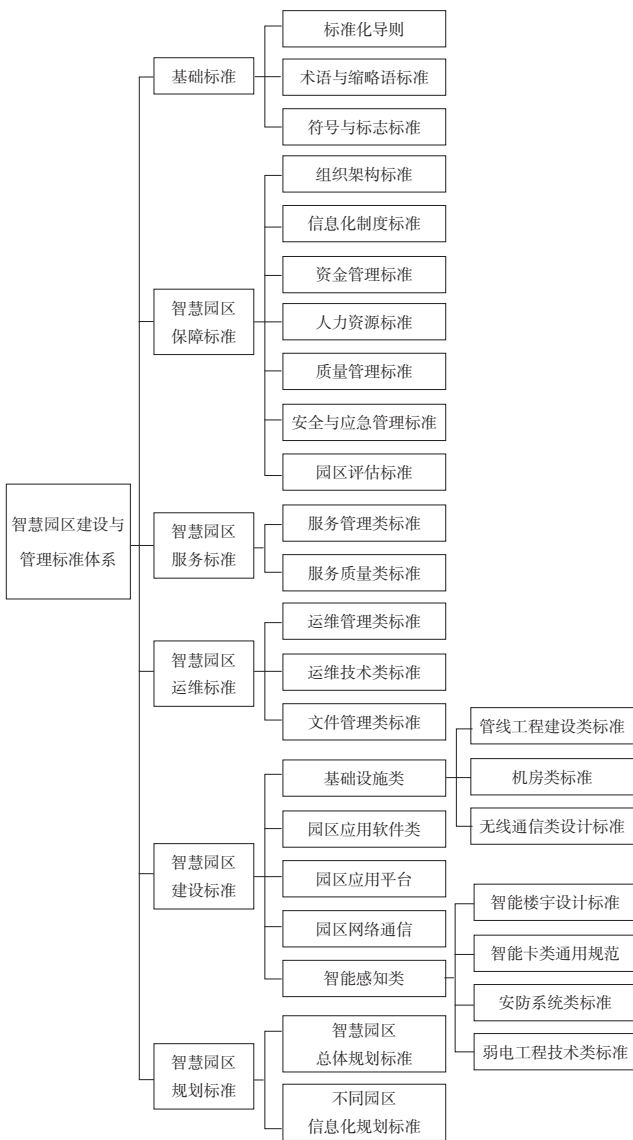 智慧园区建设与
管理标准体系
基础标准
标准化导则
术语与缩略语标准
符号与标志标准
智慧园区
保障标准
组织架构标准
信息化制度标准
资金管理标准
人力资源标准
质量管理标准
安全与应急管理标准
园区评估标准
智慧园区
服务标准
服务管理类标准
服务质量类标准
智慧园区
运维标准
运维管理类标准
运维技术类标准
文件管理类标准
智慧园区
建设标准
基础设施类
管线工程建设类标准
机房类标准
无线通信类设计标准
园区应用软件类
园区应用平台
园区网络通信
智能感知类
智能楼宇设计标准
智能卡类通用规范
安防系统类标准
弱电工程技术类标准
智慧园区
规划标准
智慧园区
总体规划标准
不同园区
信息化规划标准